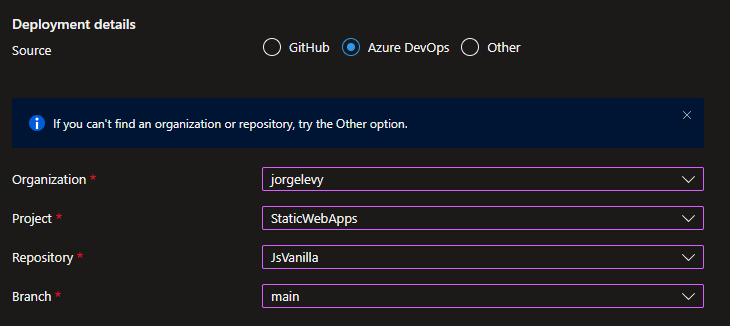 Deployment details
Source GitHub Azure DevOps Other
If you can't find an organization or repository, try the Other option.
Organization * jorgelevy
Project * StaticWebApps
Repository * JsVanilla
Branch * main